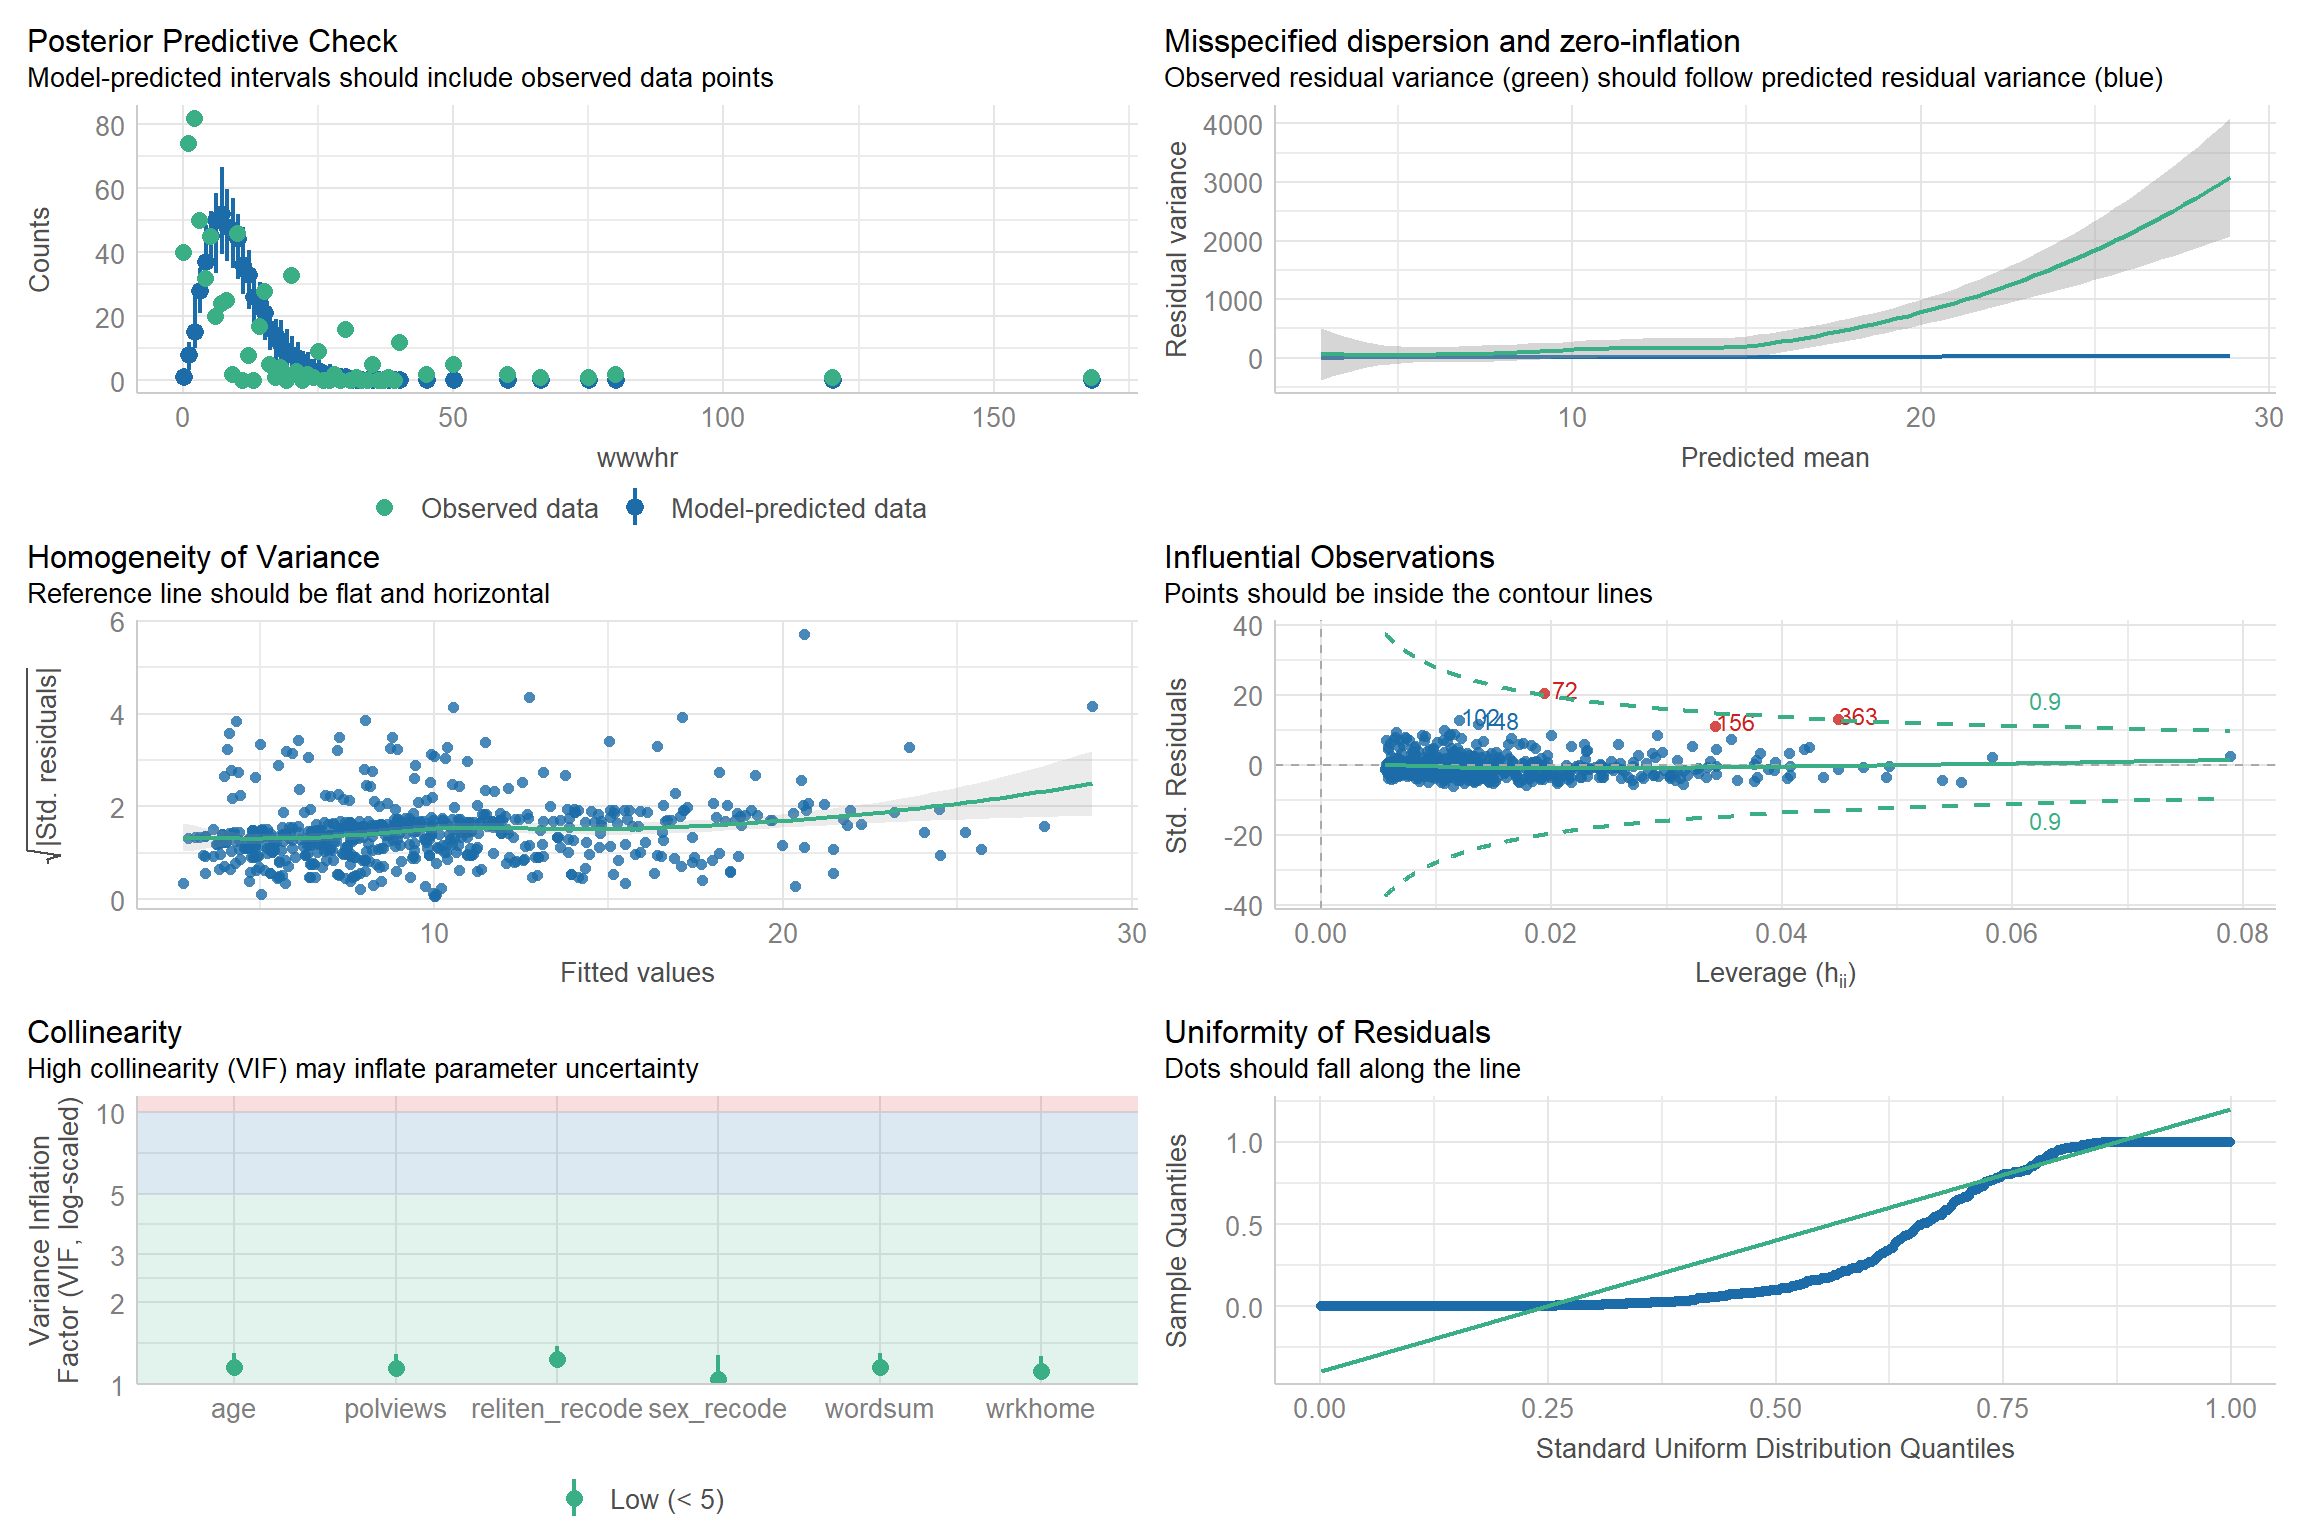 Posterior Predictive Check
Model-predicted intervals should include observed data points
80
60
40
20
0
Counts
0
50
100
150
wwwhr
Observed data
Model-predicted data
Misspecified dispersion and zero-inflation
Observed residual variance (green) should follow predicted residual variance (blue)
4000
3000
2000
1000
0
Residual variance
10
20
30
Predicted mean
Homogeneity of Variance
Reference line should be flat and horizontal
6
4
2
0
√|Std. residuals|
10
20
30
Fitted values
Influential Observations
Points should be inside the contour lines
40
20
0
-20
-40
Std. Residuals
72
102
148
156
363
0.9
0.9
0.00
0.02
0.04
0.06
0.08
Leverage (hii)
Collinearity
High collinearity (VIF) may inflate parameter uncertainty
10
5
3
2
1
Variance Inflation
Factor (VIF, log-scaled)
age
polviews
reliten_recode
sex_recode
wordsum
wrkhome
Low (< 5)
Uniformity of Residuals
Dots should fall along the line
1.0
0.5
0.0
Sample Quantiles
0.00
0.25
0.50
0.75
1.00
Standard Uniform Distribution Quantiles